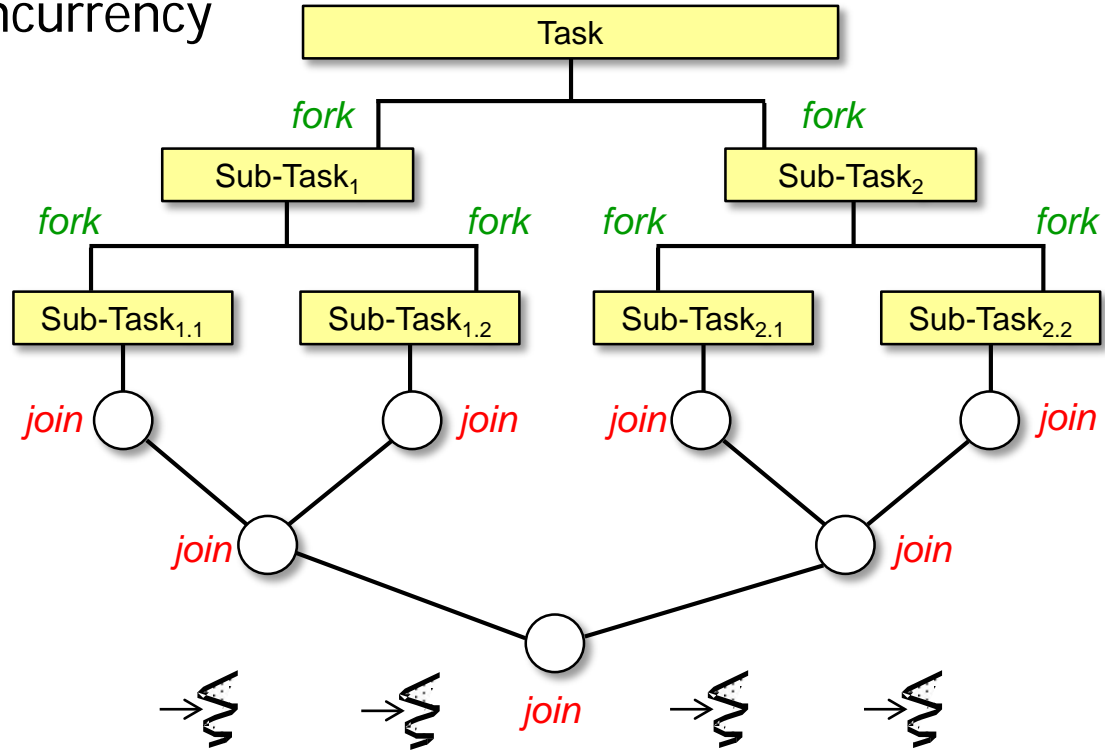 ncurrency
Task
fork fork
Sub-Task₁ Sub-Task₂
fork fork fork fork
Sub-Task₁.₁ Sub-Task₁.₂ Sub-Task₂.₁ Sub-Task₂.₂
join join join join
join join
join